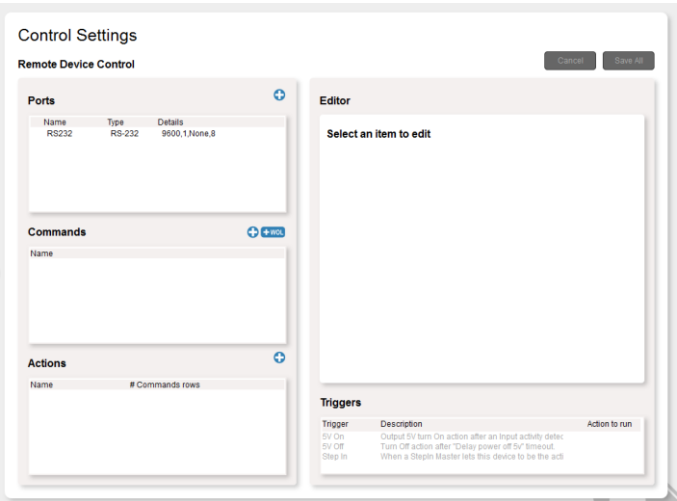 Control Settings
Remote Device Control
Cancel
Save All
Ports
Name Type Details
RS232 RS-232 9600,1,None,8
Commands
+WOL
Name
Actions
Name # Commands rows
Editor
Select an item to edit
Triggers
Trigger Description Action to run
5V On Output 5V turn On action after an Input activity detec
5V Off Turn Off action after "Delay power off 5v" timeout.
Step In When a StepIn Master lets this device to be the acti